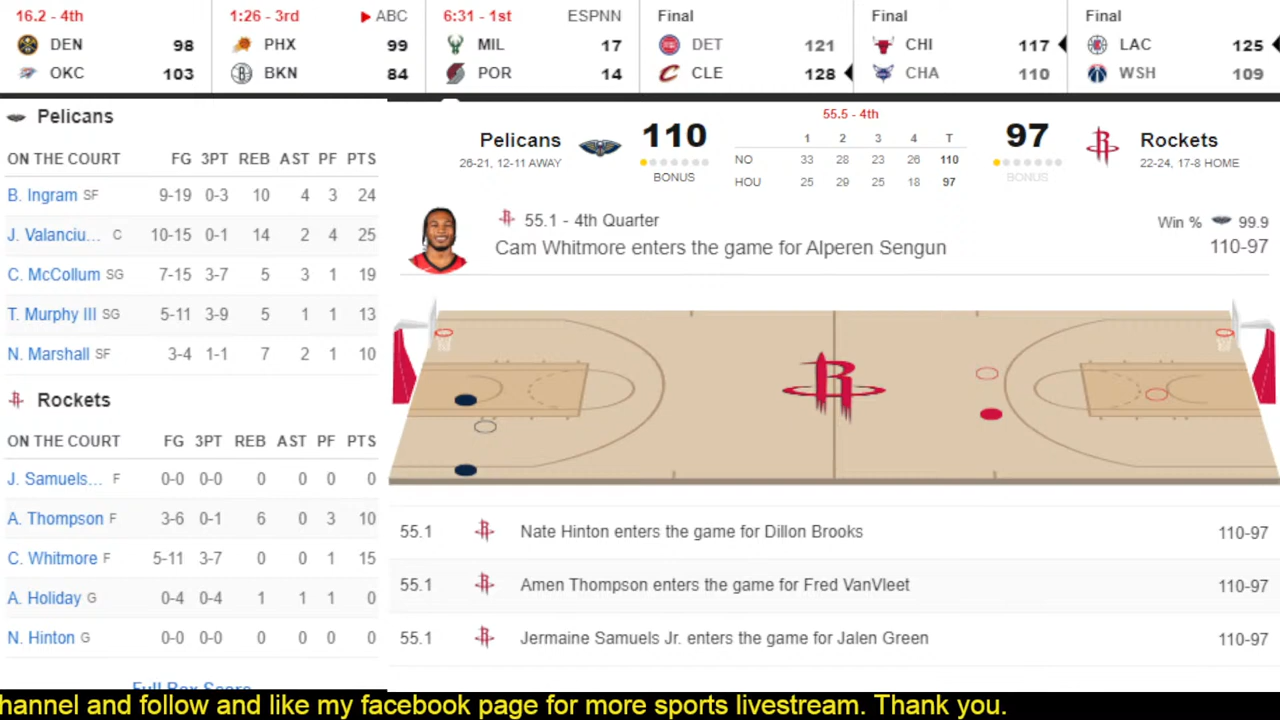 16.2 - 4th
DEN 98
OKC 103
1:26 - 3rd ABC
PHX 99
BKN 84
6:31 - 1st ESPNN
MIL 17
POR 14
Final
DET 121
CLE 128
Final
CHI 117
CHA 110
Final
LAC 125
WSH 109
Pelicans
ON THE COURT FG 3PT REB AST PF PTS
B. Ingram SF 9-19 0-3 10 4 3 24
J. Valanciu... C 10-15 0-1 14 2 4 25
C. McCollum SG 7-15 3-7 5 3 1 19
T. Murphy III SG 5-11 3-9 5 1 1 13
N. Marshall SF 3-4 1-1 7 2 1 10
Rockets
ON THE COURT FG 3PT REB AST PF PTS
J. Samuels... F 0-0 0-0 0 0 0 0
A. Thompson F 3-6 0-1 6 0 3 10
C. Whitmore F 5-11 3-7 0 0 1 15
A. Holiday G 0-4 0-4 1 1 1 0
N. Hinton G 0-0 0-0 0 0 0 0
Full Box Score
Pelicans
26-21, 12-11 AWAY
110
BONUS
55.5 - 4th
1 2 3 4 T
NO 33 28 23 26 110
HOU 25 29 25 18 97
97
BONUS
Rockets
22-24, 17-8 HOME
55.1 - 4th Quarter
Cam Whitmore enters the game for Alperen Sengun
Win % 99.9
110-97
R
55.1 Nate Hinton enters the game for Dillon Brooks 110-97
55.1 Amen Thompson enters the game for Fred VanVleet 110-97
55.1 Jermaine Samuels Jr. enters the game for Jalen Green 110-97
hannel and follow and like my facebook page for more sports livestream. Thank you.